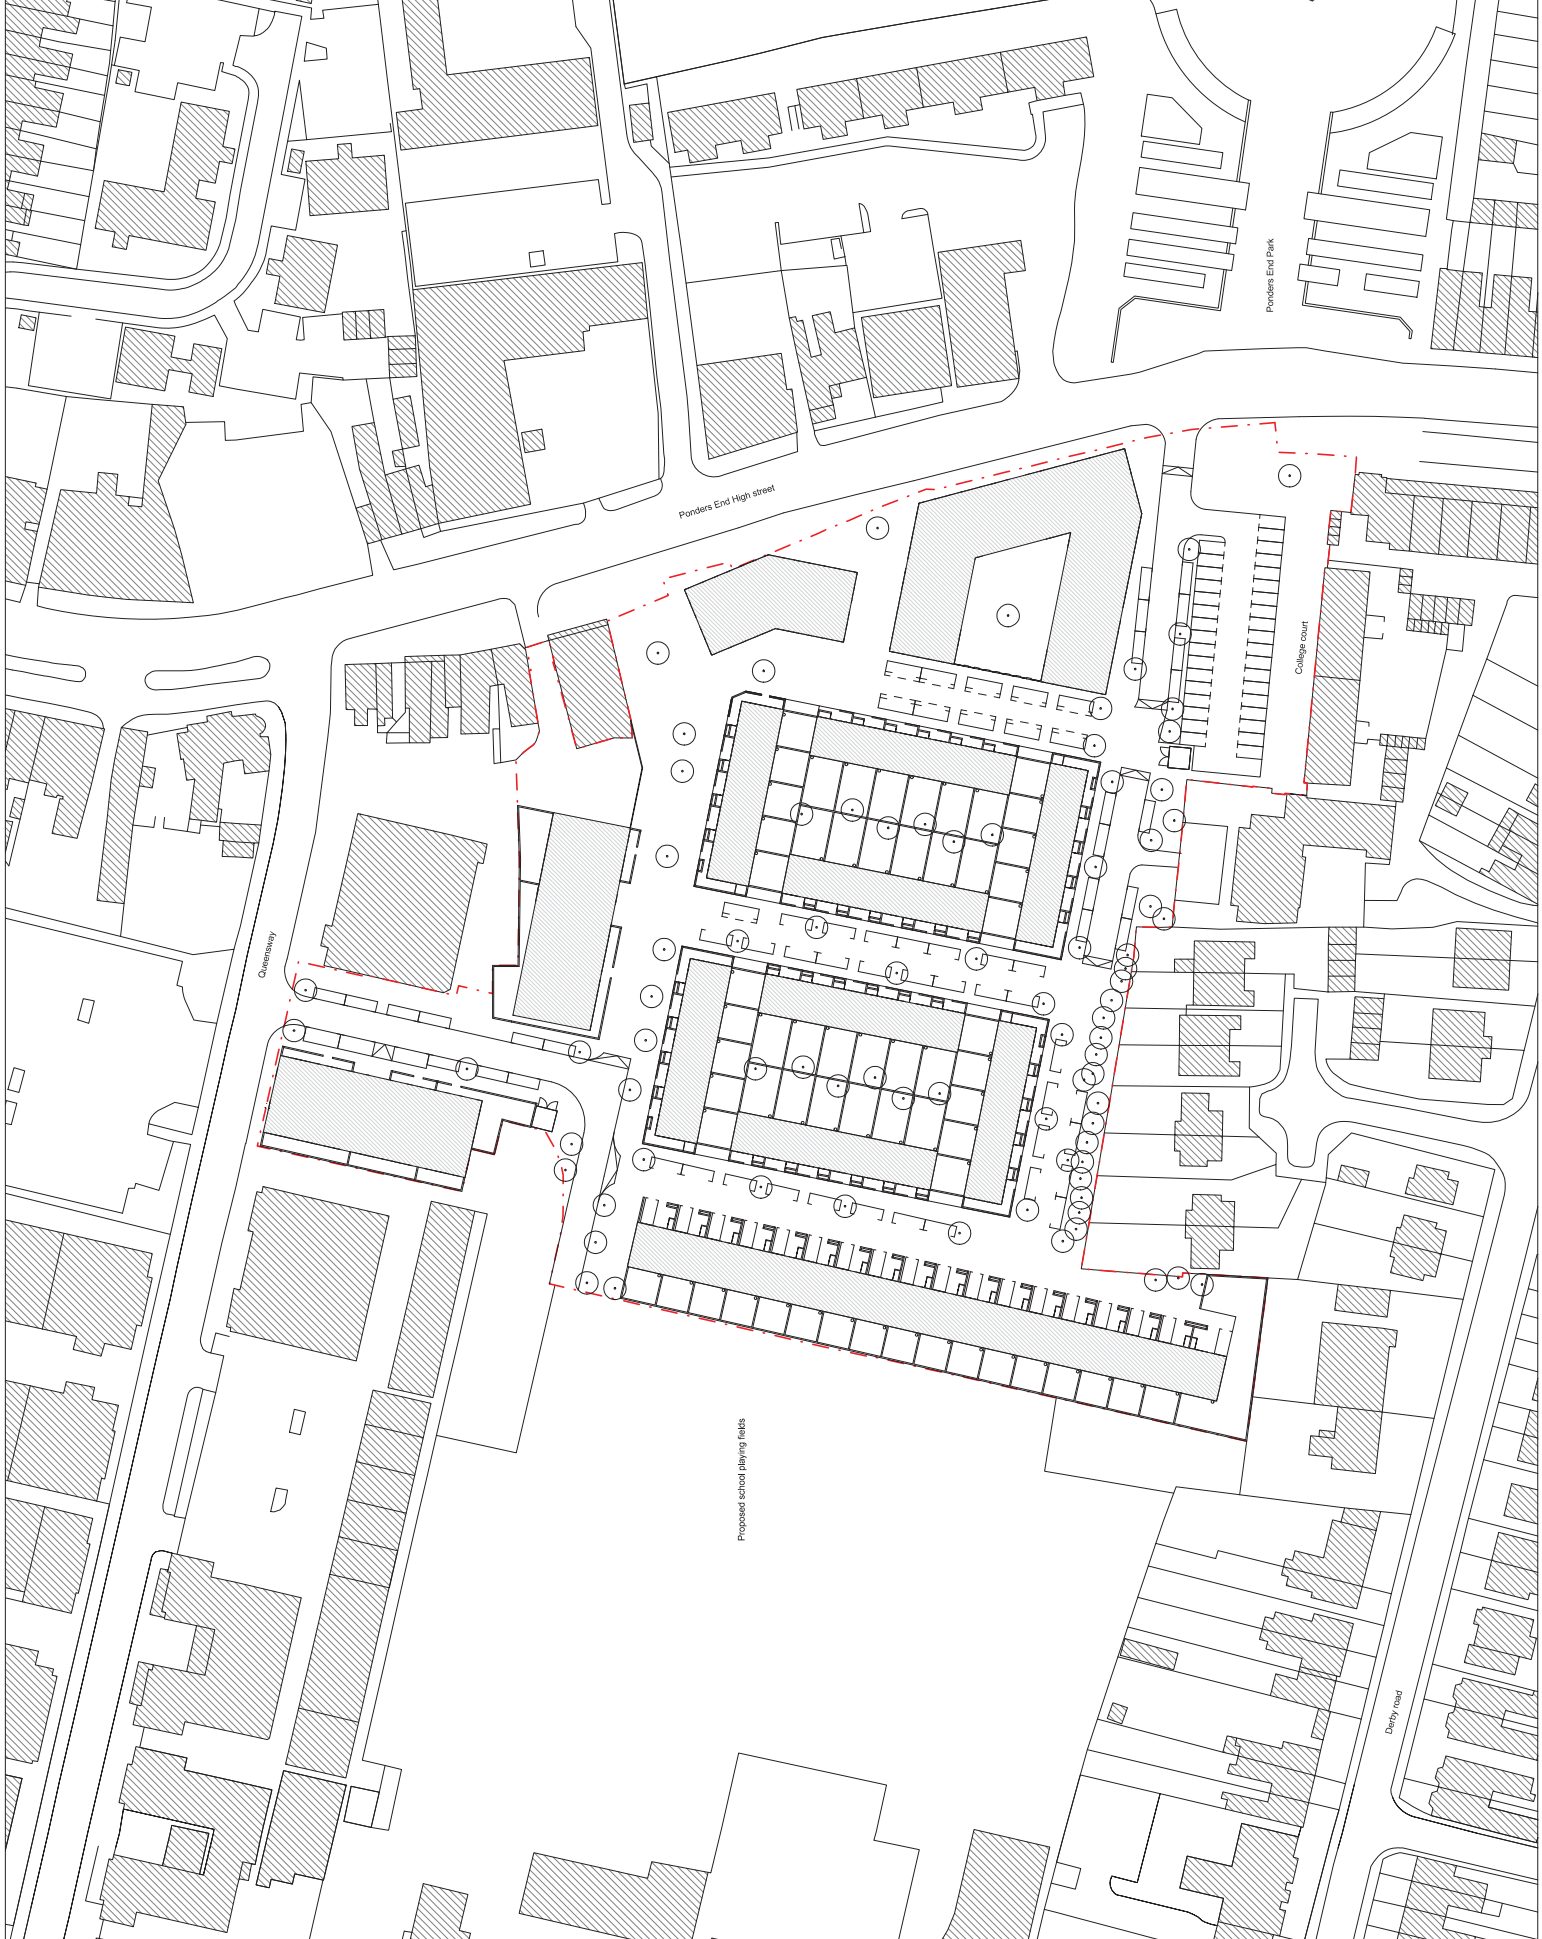 Ponders End Park
Ponders End High street
College court
Queensway
Proposed school playing fields
Derby road